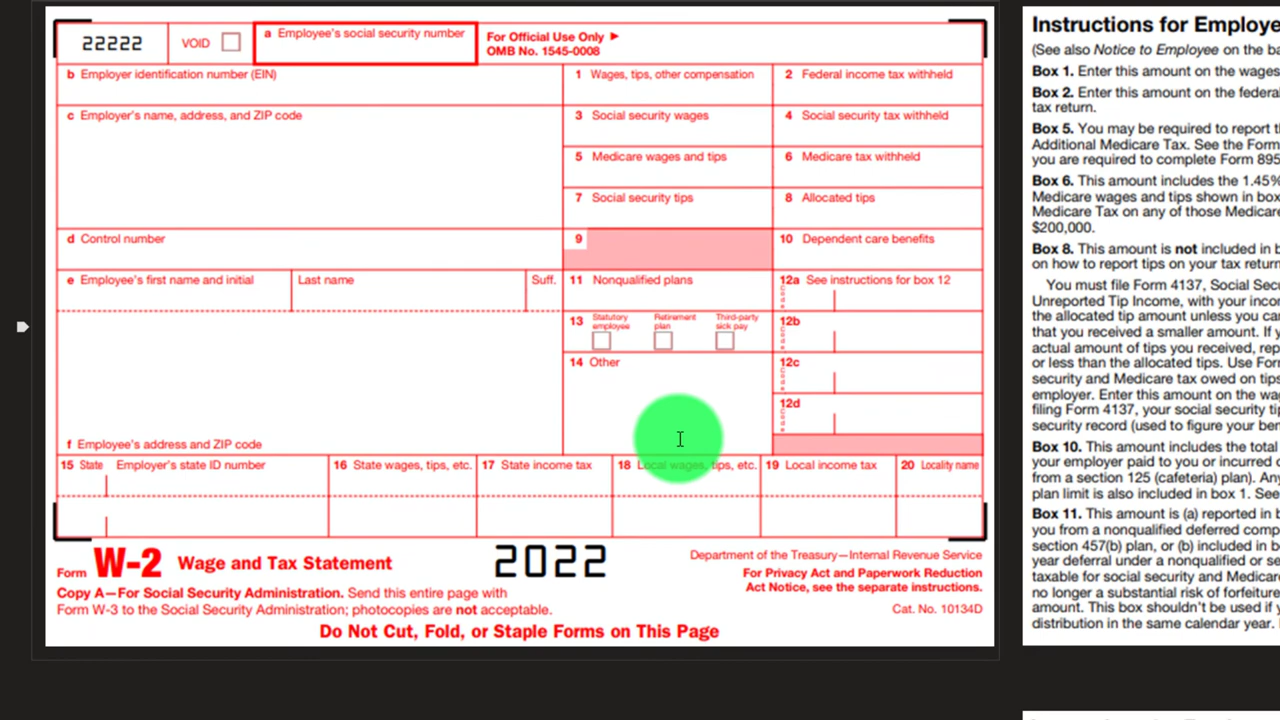 22222
VOID
a Employee's social security number
For Official Use Only ▶
OMB No. 1545-0008
b Employer identification number (EIN)
1 Wages, tips, other compensation
2 Federal income tax withheld
c Employer's name, address, and ZIP code
3 Social security wages
4 Social security tax withheld
5 Medicare wages and tips
6 Medicare tax withheld
7 Social security tips
8 Allocated tips
d Control number
9
10 Dependent care benefits
e Employee's first name and initial
Last name
Suff.
11 Nonqualified plans
12a See instructions for box 12
13 Statutory employee
Retirement plan
Third-party sick pay
12b
14 Other
12c
12d
f Employee's address and ZIP code
15 State Employer's state ID number
16 State wages, tips, etc.
17 State income tax
18 Local wages, tips, etc.
19 Local income tax
20 Locality name
Form W-2 Wage and Tax Statement
2022
Department of the Treasury—Internal Revenue Service
For Privacy Act and Paperwork Reduction
Act Notice, see the separate instructions.
Copy A—For Social Security Administration. Send this entire page with
Form W-3 to the Social Security Administration; photocopies are not acceptable.
Cat. No. 10134D
Do Not Cut, Fold, or Staple Forms on This Page
Instructions for Employe
(See also Notice to Employee on the ba
Box 1. Enter this amount on the wages
Box 2. Enter this amount on the federal
tax return.
Box 5. You may be required to report t
Additional Medicare Tax. See the Form
you are required to complete Form 895
Box 6. This amount includes the 1.45%
Medicare wages and tips shown in box
Medicare Tax on any of those Medicar
$200,000.
Box 8. This amount is not included in b
on how to report tips on your tax return
You must file Form 4137, Social Secu
Unreported Tip Income, with your incom
the allocated tip amount unless you can
that you received a smaller amount. If y
actual amount of tips you received, rep
or less than the allocated tips. Use Form
security and Medicare tax owed on tips
employer. Enter this amount on the wag
filing Form 4137, your social security tip
security record (used to figure your ben
Box 10. This amount includes the total
your employer paid to you or incurred o
from a section 125 (cafeteria) plan). Any
plan limit is also included in box 1. See
Box 11. This amount is (a) reported in b
you from a nonqualified deferred comp
section 457(b) plan, or (b) included in b
year deferral under a nonqualified or se
taxable for social security and Medicare
no longer a substantial risk of forfeiture
amount. This box shouldn't be used if y
distribution in the same calendar year.